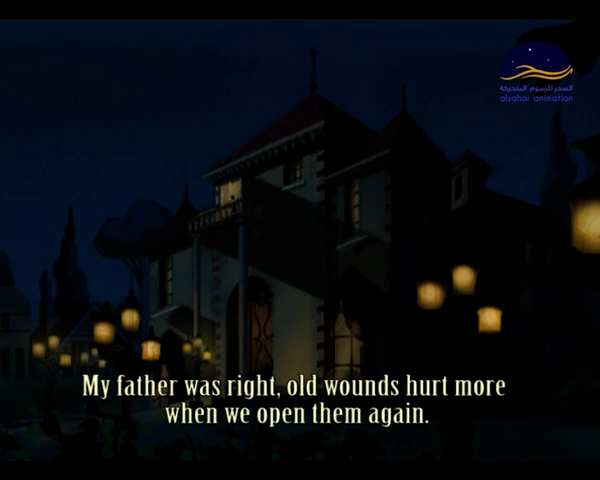 السحر للرسوم المتحركة
alsahar animation
My father was right, old wounds hurt more
when we open them again.